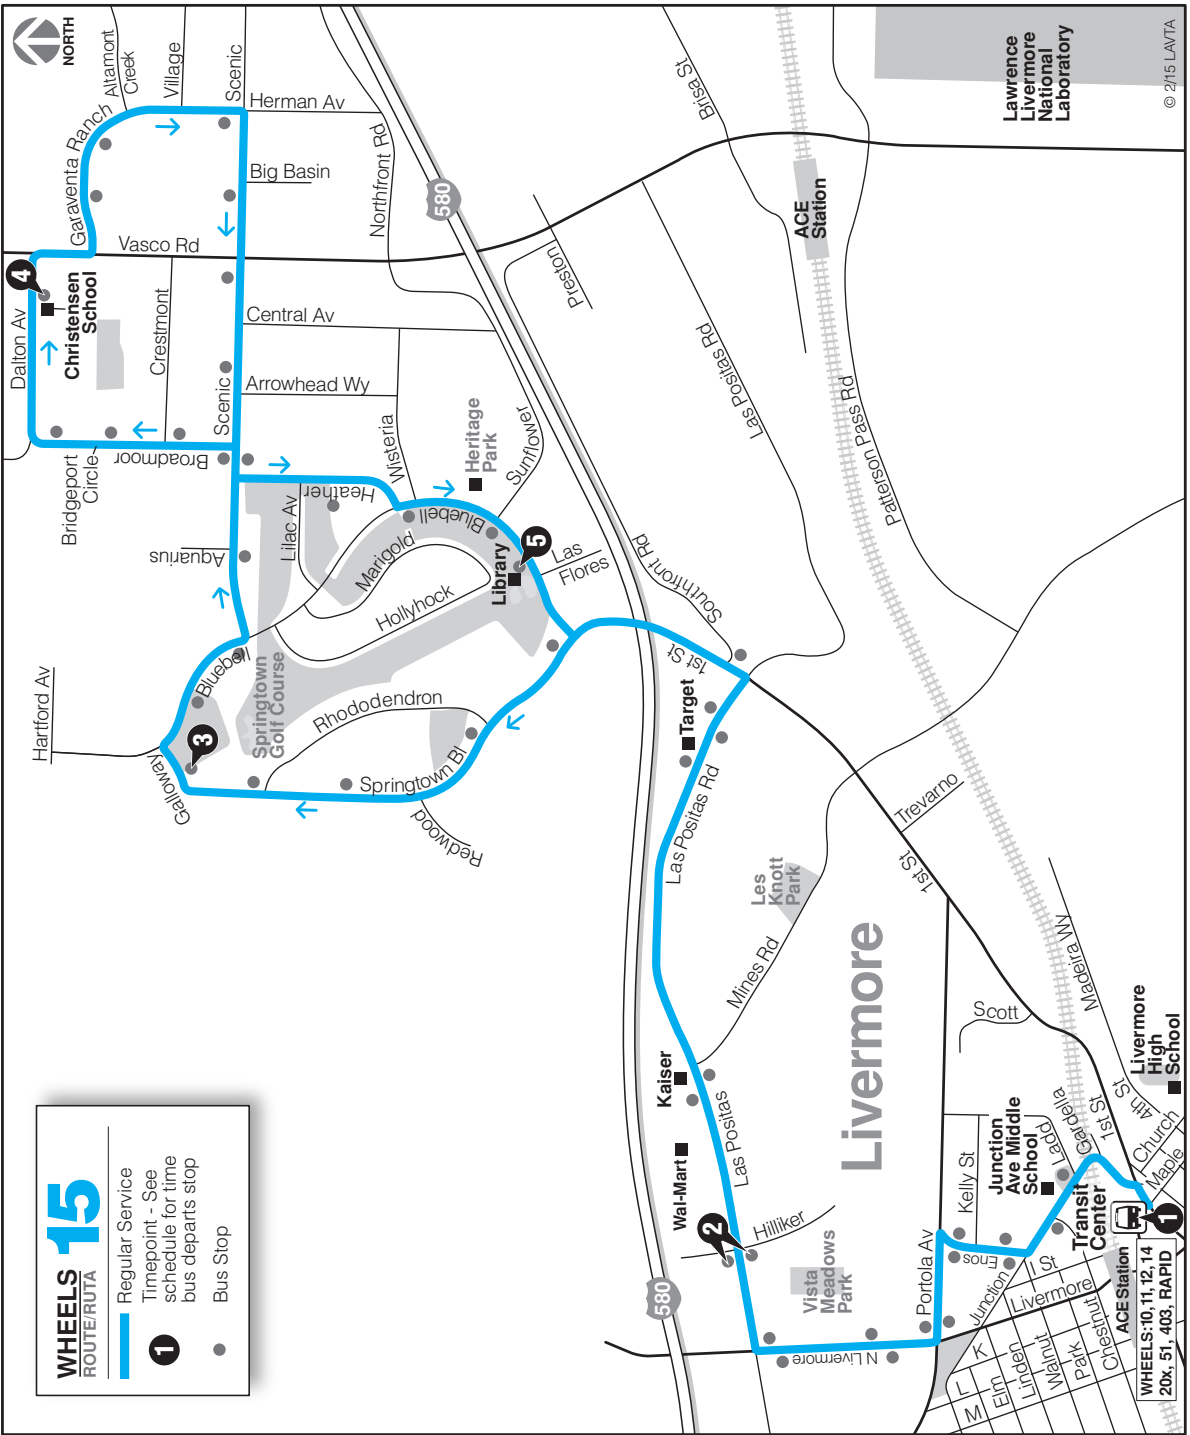 NORTH
Altamont
Creek
Village
Scenic
Garaventa Ranch
Herman Av
Big Basin
Northfront Rd
Vasco Rd
4
Christensen
School
Dalton Av
Crestmont
Central Av
Arrowhead Wy
Scenic
Bridgeport
Circle
Broadmoor
Wisteria
Heritage
Park
Sunflower
Heather
Lilac Av
Aquarius
Marigold
Bluebell
Hollyhock
Library
5
Las
Flores
Hartford Av
Bluebell
Galloway
3
Springtown
Golf Course
Rhododendron
Springtown Bl
Redwood
580
Brisa St
Lawrence
Livermore
National
Laboratory
© 2/15 LAVTA
ACE
Station
Preston
Las Positas Rd
Patterson Pass Rd
Southfront Rd
1st St
Target
Las Positas Rd
Trevarno
1st St
Les
Knott
Park
Mines Rd
Livermore
Madeira Wy
Scott
Livermore
High
School
Kaiser
Las Positas
Wal-Mart
2
Hilliker
580
Vista
Meadows
Park
Portola Av
N Livermore
Kelly St
Enos
Junction
Ave Middle
School
Ladd
Gardella
1st St
4th St
Church
Maple
Transit
Center
1
Junction
I St
Livermore
K
L
M
Elm
Linden
Walnut
Park
Chestnut
ACE Station
WHEELS:10, 11, 12, 14
20x, 51, 403, RAPID
WHEELS
ROUTE/RUTA
15
Regular Service
1
Timepoint - See
schedule for time
bus departs stop
Bus Stop